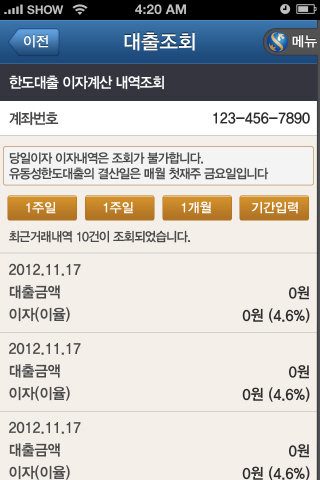 SHOW 4:20 AM
이전 대출조회 메뉴
한도대출 이자계산 내역조회
계좌번호 123-456-7890
당일이자 이자내역은 조회가 불가합니다.
유동성한도대출의 결산일은 매월 첫재주 금요일입니다
1주일 1주일 1개월 기간입력
최근거래내역 10건이 조회되었습니다.
2012.11.17
대출금액 0원
이자(이율) 0원 (4.6%)
2012.11.17
대출금액 0원
이자(이율) 0원 (4.6%)
2012.11.17
대출금액 0원
이자(이율) 0원 (4.6%)